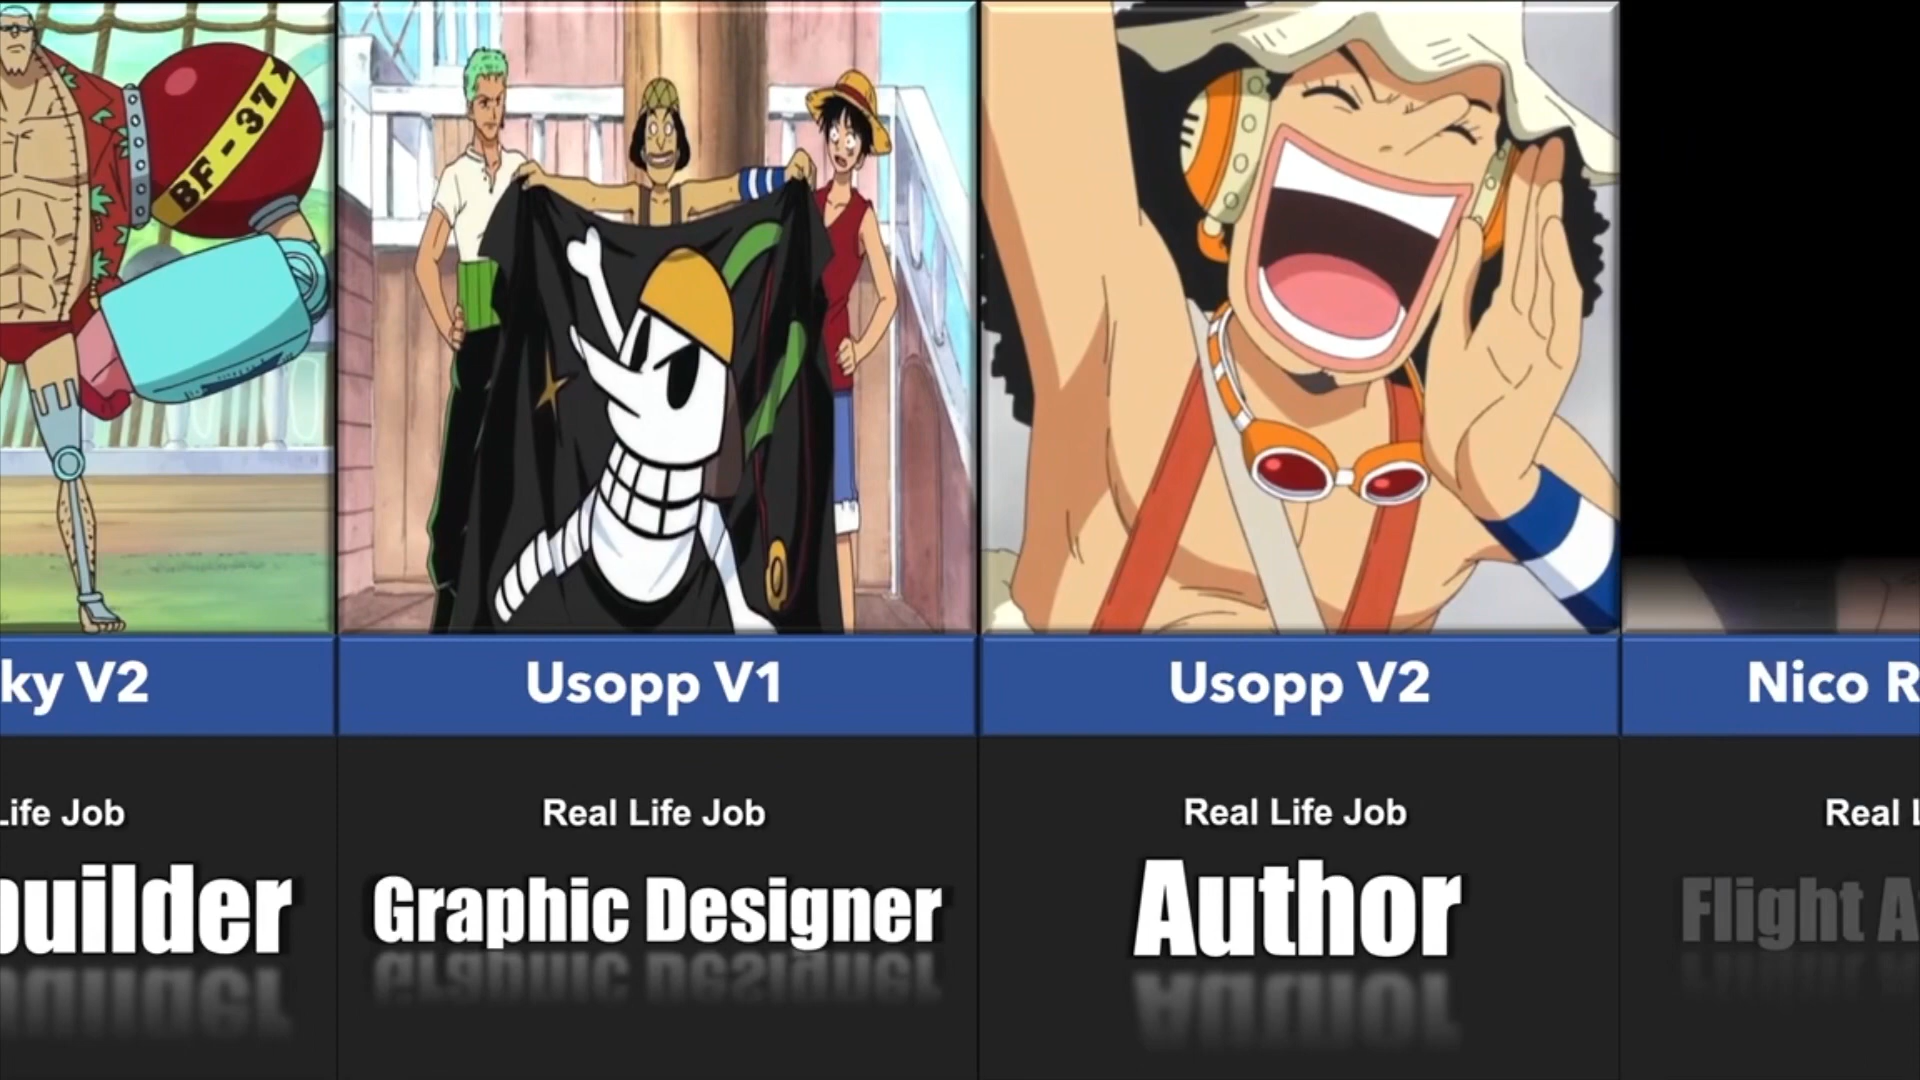 BF-37
ky V2
Life Job
builder
Usopp V1
Real Life Job
Graphic Designer
Usopp V2
Real Life Job
Author
Nico R
Real L
Flight A